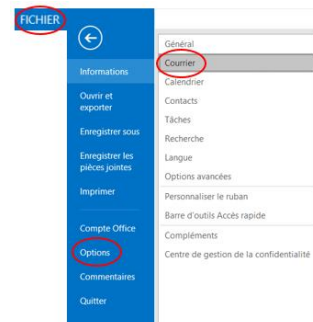 FICHIER
Informations
Ouvrir et
exporter
Enregistrer sous
Enregistrer les
pièces jointes
Imprimer
Compte Office
Options
Commentaires
Quitter
Général
Courrier
Calendrier
Contacts
Tâches
Recherche
Langue
Options avancées
Personnaliser le ruban
Barre d'outils Accès rapide
Compléments
Centre de gestion de la confidentialité